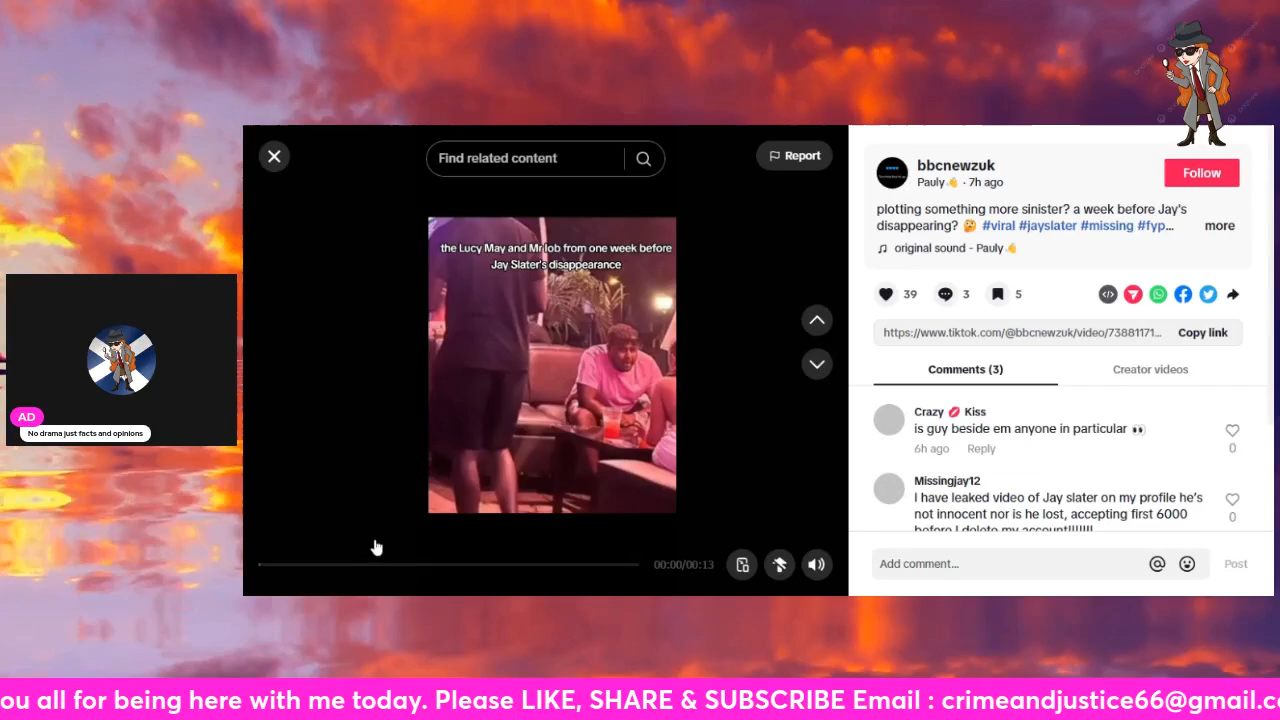 Find related content
Report
the Lucy May and Mr lob from one week before
Jay Slater's disappearance
00:00/00:13
bbcnewzuk
Pauly · 7h ago
Follow
plotting something more sinister? a week before Jay's
disappearing? #viral #jayslater #missing #fyp...
more
original sound - Pauly
39
3
5
https://www.tiktok.com/@bbcnewzuk/video/73881171...
Copy link
Comments (3)
Creator videos
Crazy Kiss
is guy beside em anyone in particular
6h ago
Reply
0
Missingjay12
I have leaked video of Jay slater on my profile he's
not innocent nor is he lost, accepting first 6000
before I delete my account!!!!!!!
0
Add comment...
Post
AD
No drama just facts and opinions
ou all for being here with me today. Please LIKE, SHARE & SUBSCRIBE Email : crimeandjustice66@gmail.c